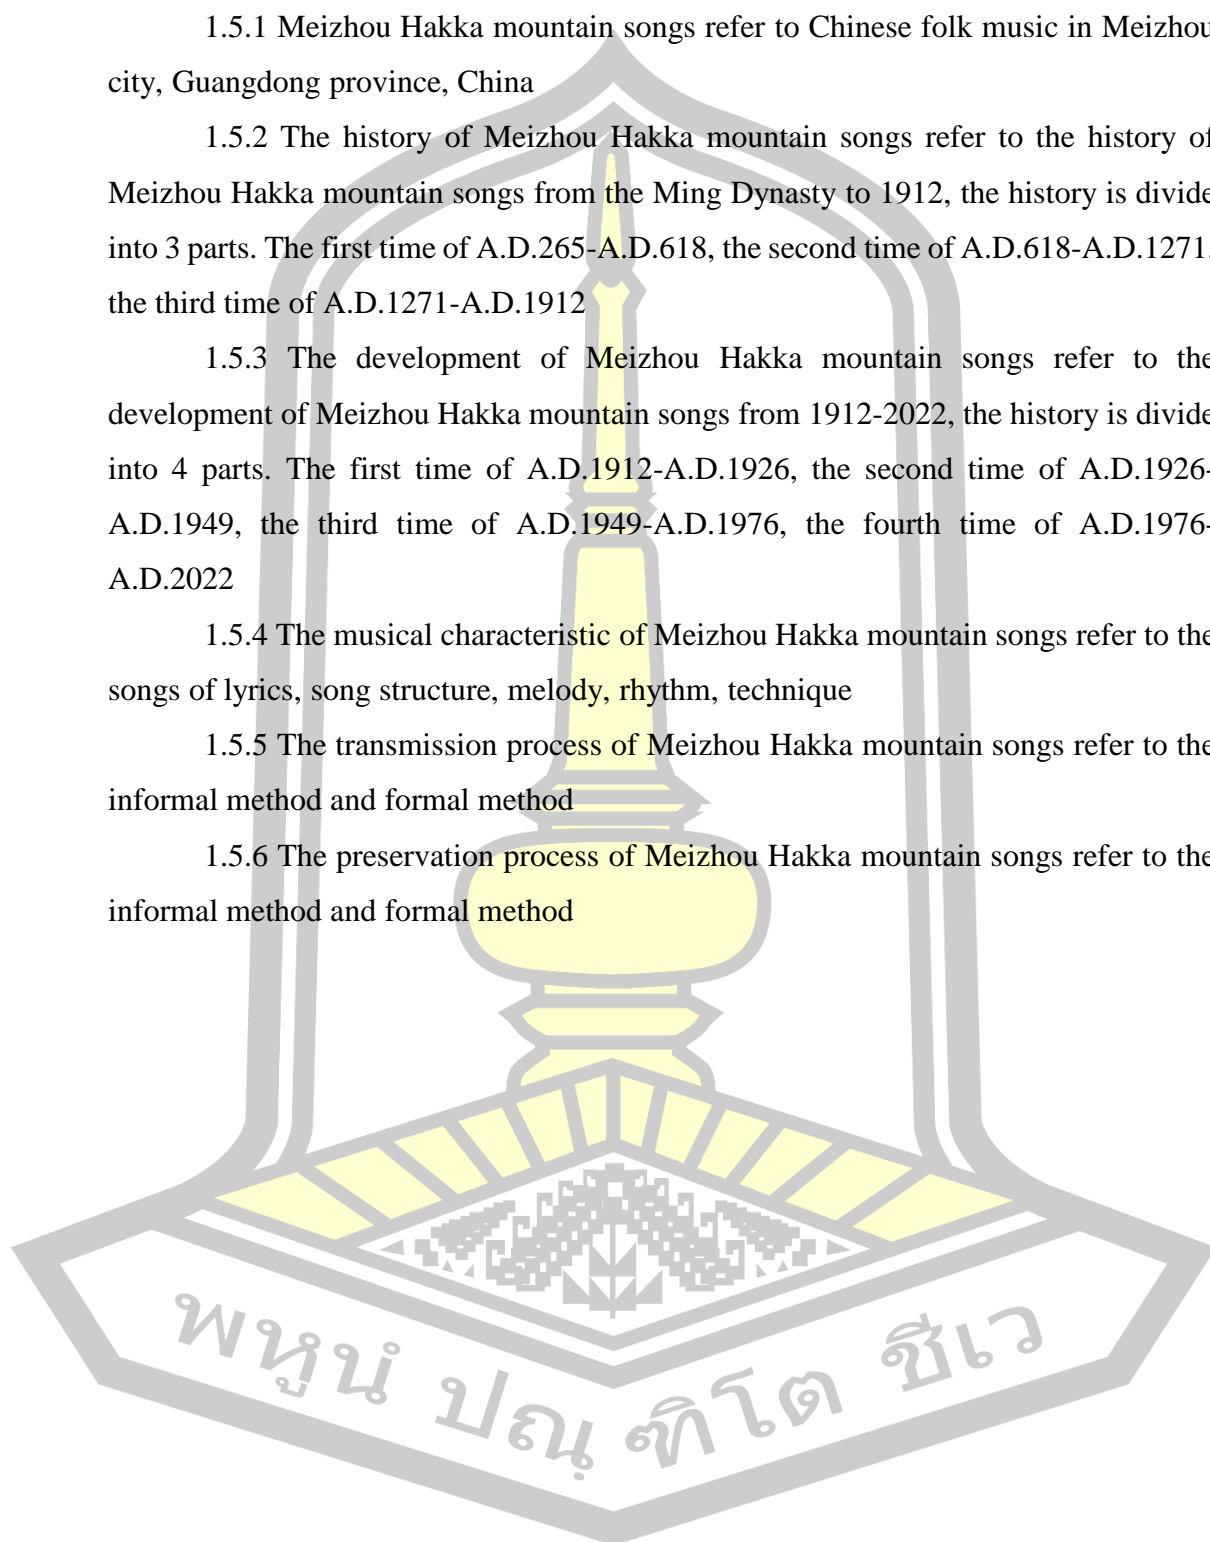 1.5.1 Meizhou Hakka mountain songs refer to Chinese folk music in Meizhou
city, Guangdong province, China
1.5.2 The history of Meizhou Hakka mountain songs refer to the history of
Meizhou Hakka mountain songs from the Ming Dynasty to 1912, the history is divide
into 3 parts. The first time of A.D.265-A.D.618, the second time of A.D.618-A.D.1271,
the third time of A.D.1271-A.D.1912
1.5.3 The development of Meizhou Hakka mountain songs refer to the
development of Meizhou Hakka mountain songs from 1912-2022, the history is divide
into 4 parts. The first time of A.D.1912-A.D.1926, the second time of A.D.1926-
A.D.1949, the third time of A.D.1949-A.D.1976, the fourth time of A.D.1976-
A.D.2022
1.5.4 The musical characteristic of Meizhou Hakka mountain songs refer to the
songs of lyrics, song structure, melody, rhythm, technique
1.5.5 The transmission process of Meizhou Hakka mountain songs refer to the
informal method and formal method
1.5.6 The preservation process of Meizhou Hakka mountain songs refer to the
informal method and formal method
พหูนํ ปณฺฑิโต ชีเว